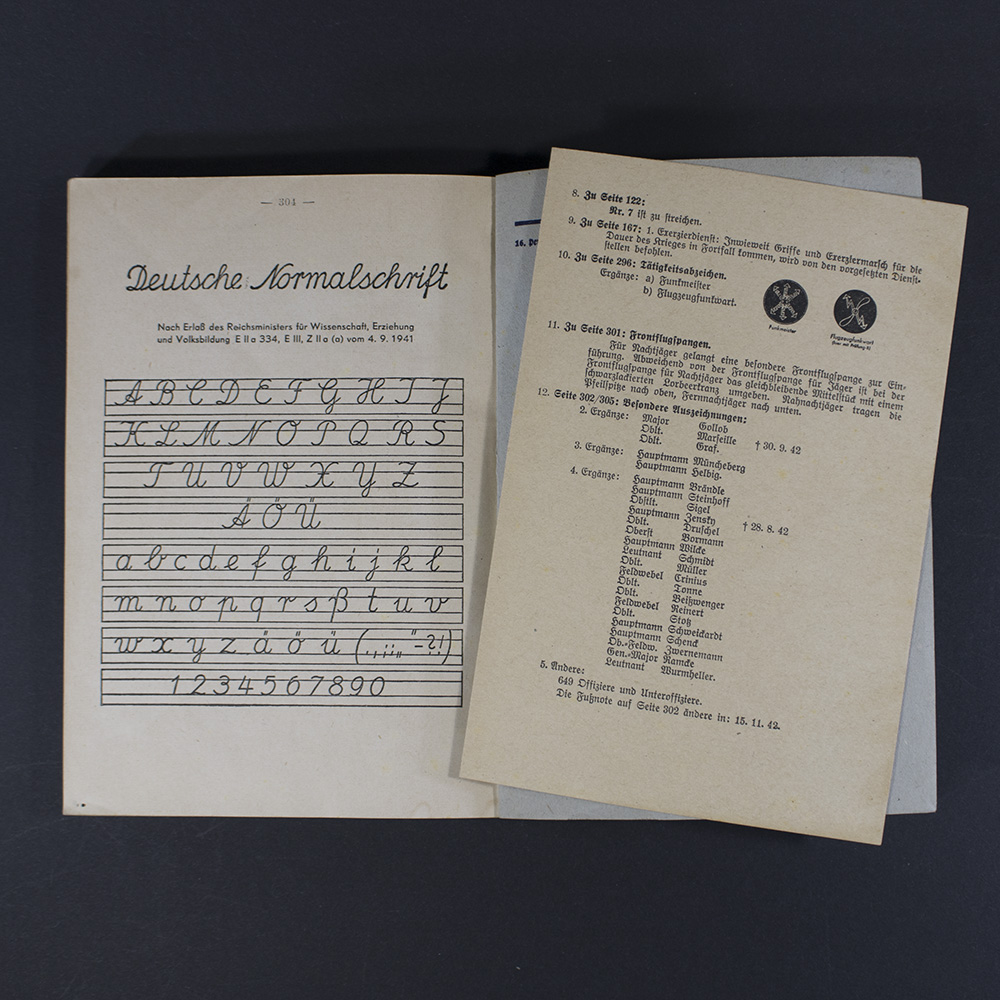 — 304 —
Deutsche Normalschrift
Nach Erlaß des Reichsministers für Wissenschaft, Erziehung
und Volksbildung E II a 334, E III, Z II a (a) vom 4. 9. 1941
A B C D E F G H I J
K L M N O P Q R S
T U V W X Y Z
Ä Ö Ü
a b c d e f g h i j k l
m n o p q r s ß t u v
w x y z ä ö ü (.,:;„“-?!)
1 2 3 4 5 6 7 8 9 0
16.
8. Zu Seite 122:
Nr. 7 ist zu streichen.
9. Zu Seite 167: 1. Exerzierdienst: Inwieweit Griffe und Exerziermarsch für die
Dauer des Krieges in Fortfall kommen, wird von den vorgesetzten Dienst-
stellen befohlen.
10. Zu Seite 296: Tätigkeitsabzeichen.
Ergänze: a) Funkmeister
b) Flugzeugfunkwart.
Funkmeister
Flugzeugfunkwart
11. Zu Seite 301: Frontflugspangen.
Für Nachtjäger gelangt eine besondere Frontflugspange zur Ein-
führung. Abweichend von der Frontflugspange für Jäger ist bei der
Frontflugspange für Nachtjäger das gleichbleibende Mittelstück mit einem
schwarzlackierten Lorbeerkranz umgeben. Nahnachtjäger tragen die
Pfeilspitze nach oben, Fernnachtjäger nach unten.
12. Seite 302/305: Besondere Auszeichnungen:
2. Ergänze: Major Gollob
Oblt. Marseille † 30. 9. 42
Oblt. Graf.
3. Ergänze: Hauptmann Müncheberg
Hauptmann Helbig.
4. Ergänze: Hauptmann Brändle
Hauptmann Steinhoff
Obstlt. Sigel
Hauptmann Zensky
Oblt. Druschel † 28. 8. 42
Oberst Bormann
Hauptmann Wilcke
Leutnant Schmidt
Oblt. Müller
Feldwebel Crinius
Oblt. Tonne
Oblt. Beißwenger
Feldwebel Reinert
Oblt. Stotz
Hauptmann Schweickardt
Hauptmann Schenck
Ob.-Feldw. Zwernemann
Gen.-Major Ramcke
Leutnant Wurmheller.
5. Andere:
649 Offiziere und Unteroffiziere.
Die Fußnote auf Seite 302 ändere in: 15. 11. 42.